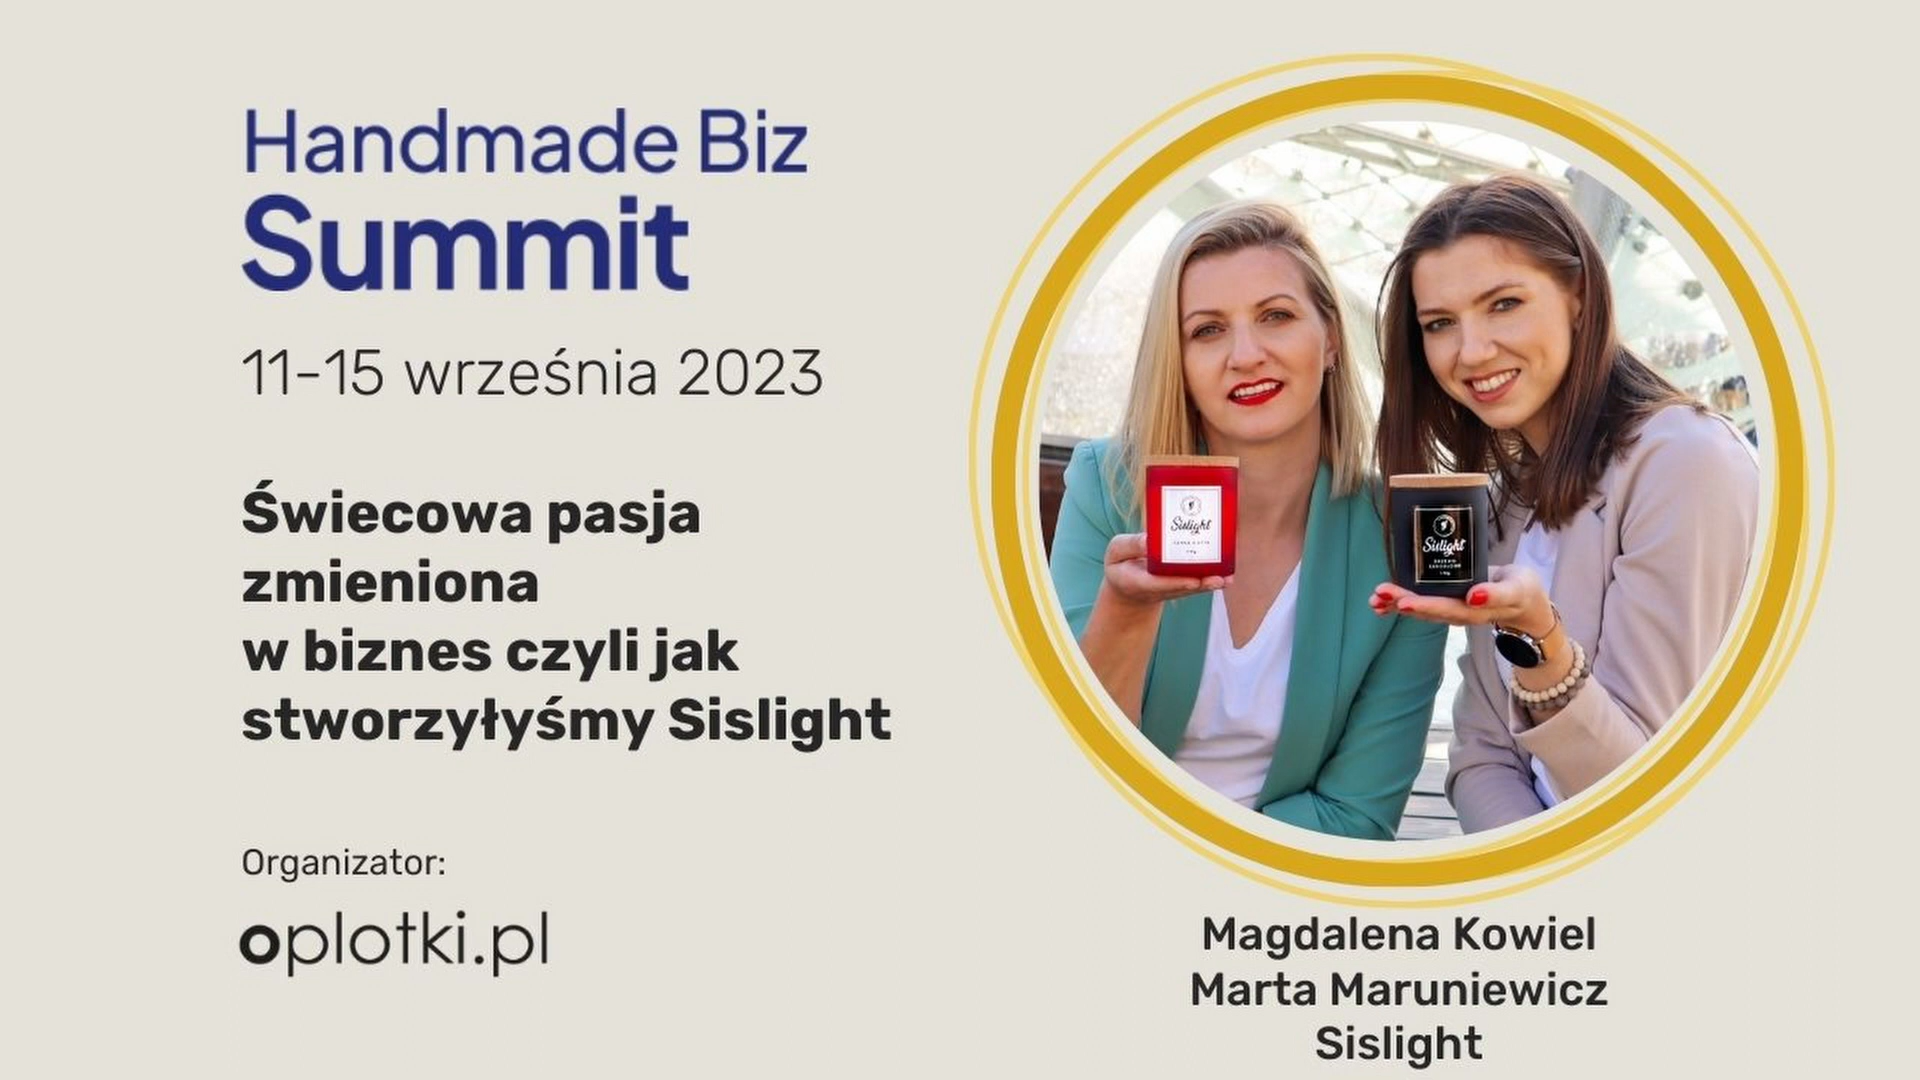 Handmade Biz
Summit
11-15 września 2023
Świecowa pasja
zmieniona
w biznes czyli jak
stworzyłyśmy Sislight
Organizator:
oplotki.pl
Sislight
Sislight
Magdalena Kowiel
Marta Maruniewicz
Sislight